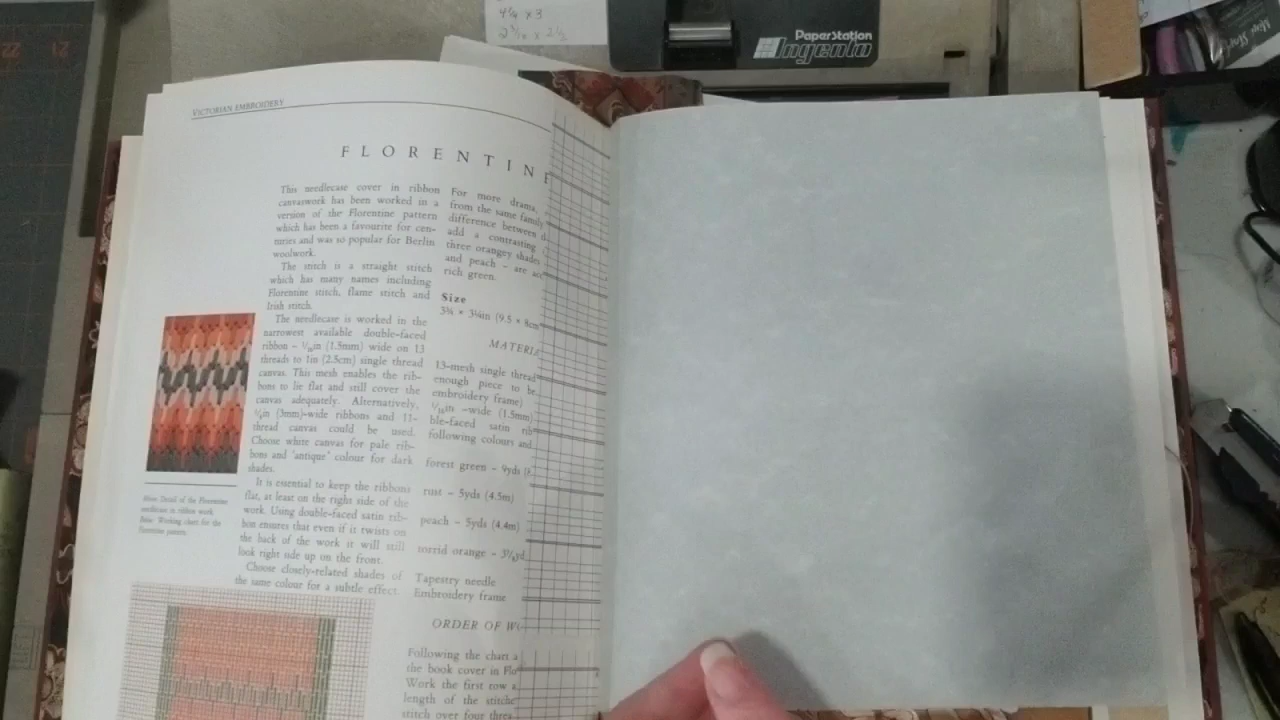 4¼ x 3
PaperStation
Ingento
22 21
VICTORIAN EMBROIDERY
FLORENTINE
This needlecase cover in ribbon
canvaswork has been worked in a
version of the Florentine pattern
which has been a favourite for cen-
turies and was so popular for Berlin
woolwork.
The stitch is a straight stitch
which has many names including
Florentine stitch, flame stitch and
Irish stitch.
The needlecase is worked in the
narrowest available double-faced
ribbon – 1/16in (1.5mm) wide on 13
threads to 1in (2.5cm) single thread
canvas. This mesh enables the rib-
bons to lie flat and still cover the
canvas adequately. Alternatively,
(3mm)-wide ribbons and 11-
thread canvas could be used.
Choose white canvas for pale rib-
bons and 'antique' colour for dark
shades.
It is essential to keep the ribbons
flat, at least on the right side of the
work. Using double-faced satin rib-
bon ensures that even if it twists on
the back of the work it will still
look right side up on the front.
Choose closely-related shades of
the same colour for a subtle effect.
For more drama,
from the same family
difference between
add a contrasting
three orangey shades
and peach – are
rich green.
Size
3¾ × 3¼in (9.5 × 8cm
MATERIA
13-mesh single thread
enough piece to be
embroidery frame)
1/16in –wide (1.5mm)
ble-faced satin rib
following colours and
forest green – 9yds
rust – 5yds (4.5m)
peach – 5yds (4.4m)
torrid orange –
Tapestry needle
Embroidery frame
ORDER OF WO
Following the chart a
the book cover in Flo
Work the first row a
length of the stitche
stitch over four thre
Above Detail of the Florentine
needlecase in ribbon work
Below Working chart for the
Florentine pattern